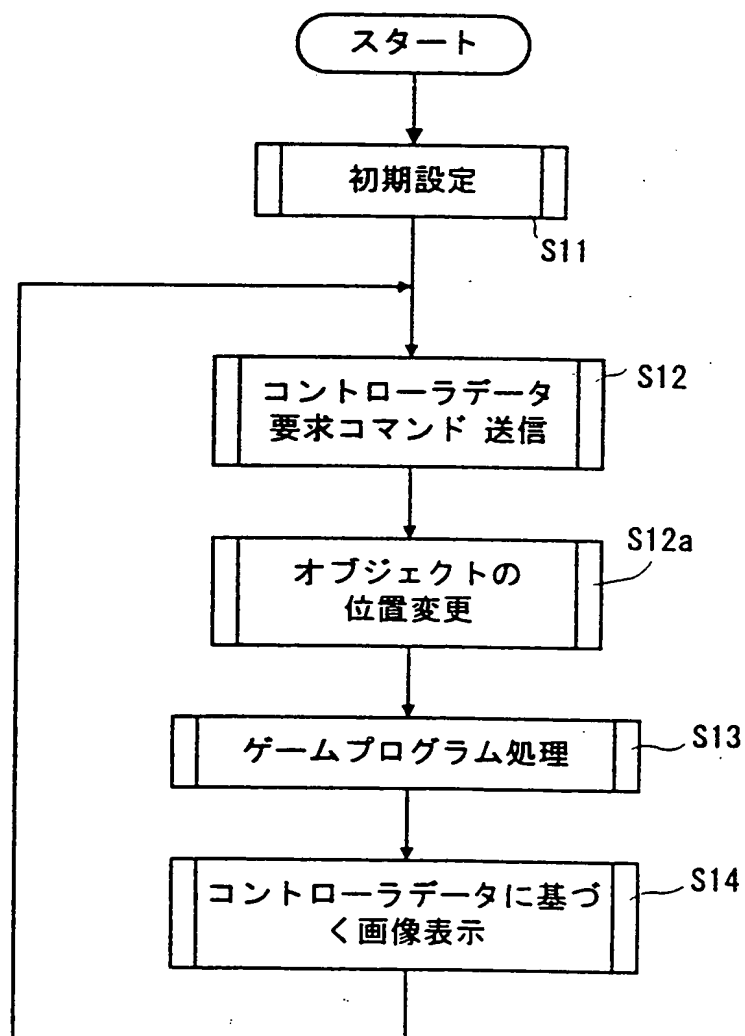 スタート
初期設定
S11
コントローラデータ
要求コマンド 送信
S12
オブジェクトの
位置変更
S12a
ゲームプログラム処理
S13
コントローラデータに基づ
く画像表示
S14